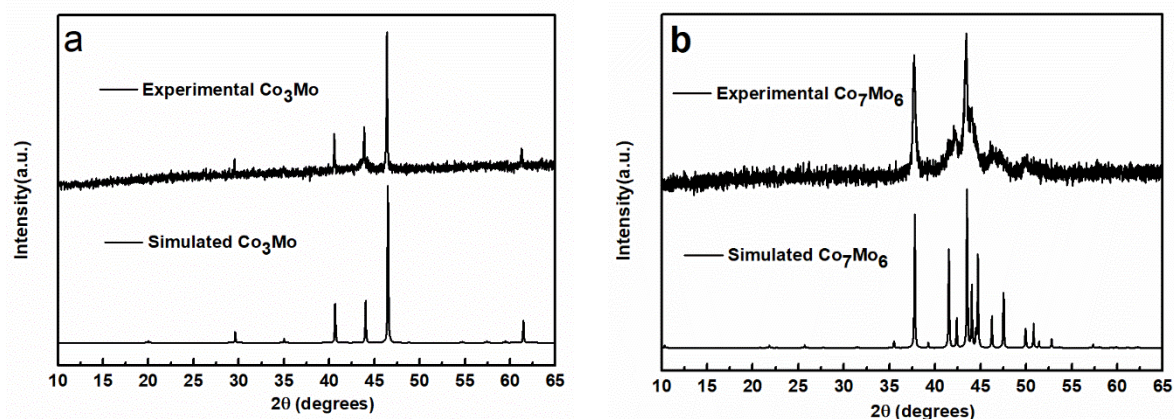 a
Experimental Co3Mo
Simulated Co3Mo
Intensity(a.u.)
10 15 20 25 30 35 40 45 50 55 60 65
2θ (degrees)
b
Experimental Co7Mo6
Simulated Co7Mo6
Intensity(a.u.)
10 15 20 25 30 35 40 45 50 55 60 65
2θ (degrees)